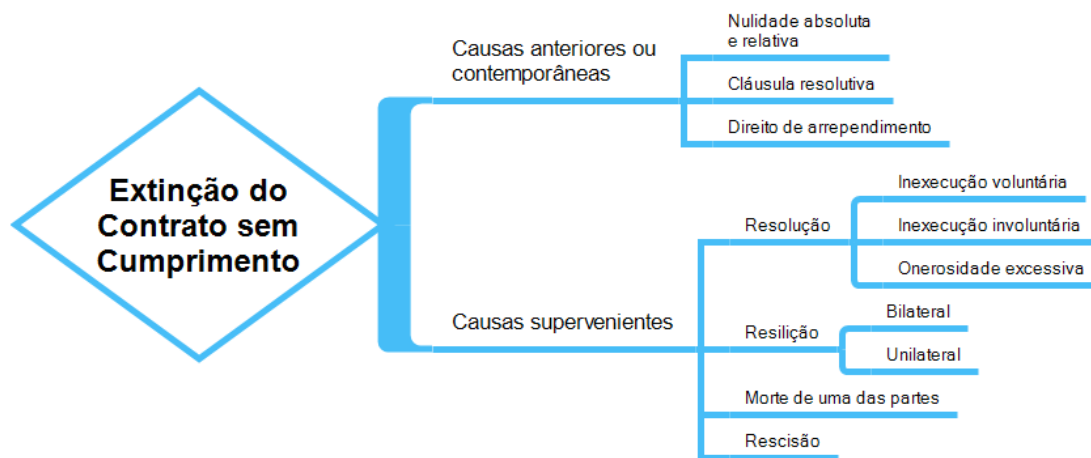 Extinção do
Contrato sem
Cumprimento
Causas anteriores ou
contemporâneas
Nulidade absoluta
e relativa
Cláusula resolutiva
Direito de arrependimento
Causas supervenientes
Resolução
Inexecução voluntária
Inexecução involuntária
Onerosidade excessiva
Resilição
Bilateral
Unilateral
Morte de uma das partes
Rescisão